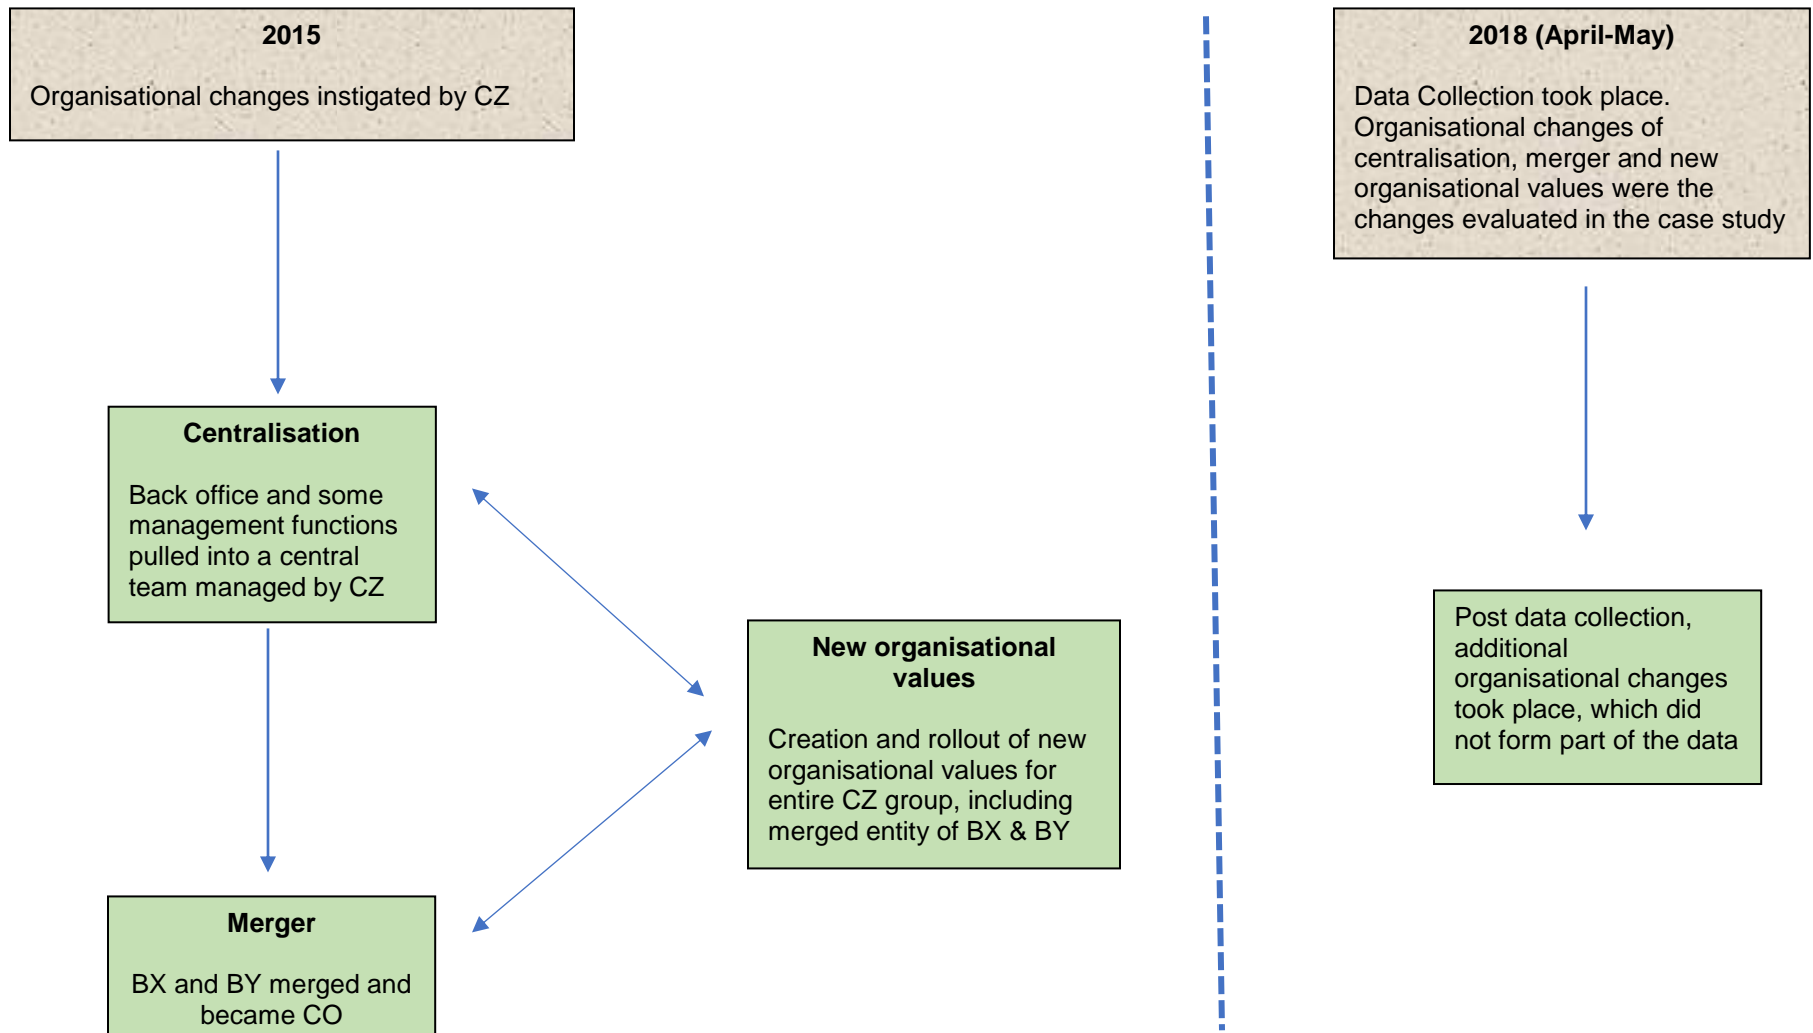 2015
Organisational changes instigated by CZ
Centralisation
Back office and some
management functions
pulled into a central
team managed by CZ
Merger
BX and BY merged and
became CO
New organisational
values
Creation and rollout of new
organisational values for
entire CZ group, including
merged entity of BX & BY
2018 (April-May)
Data Collection took place.
Organisational changes of
centralisation, merger and new
organisational values were the
changes evaluated in the case study
Post data collection,
additional
organisational changes
took place, which did
not form part of the data